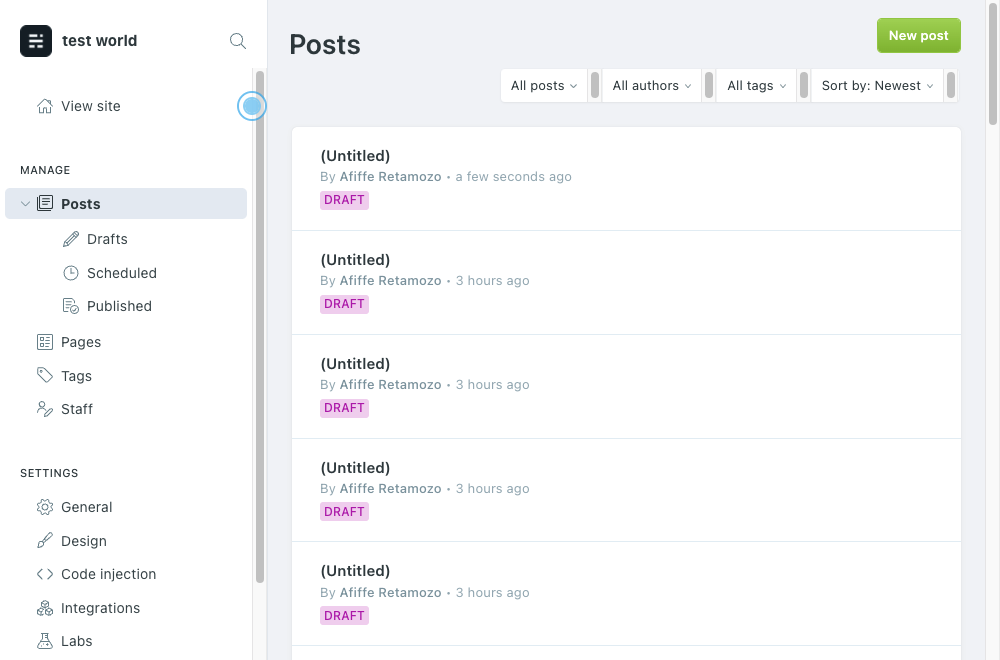 test world
View site
MANAGE
Posts
Drafts
Scheduled
Published
Pages
Tags
Staff
SETTINGS
General
Design
Code injection
Integrations
Labs
Posts
New post
All posts
All authors
All tags
Sort by: Newest
(Untitled)
By Afiffe Retamozo • a few seconds ago
DRAFT
(Untitled)
By Afiffe Retamozo • 3 hours ago
DRAFT
(Untitled)
By Afiffe Retamozo • 3 hours ago
DRAFT
(Untitled)
By Afiffe Retamozo • 3 hours ago
DRAFT
(Untitled)
By Afiffe Retamozo • 3 hours ago
DRAFT